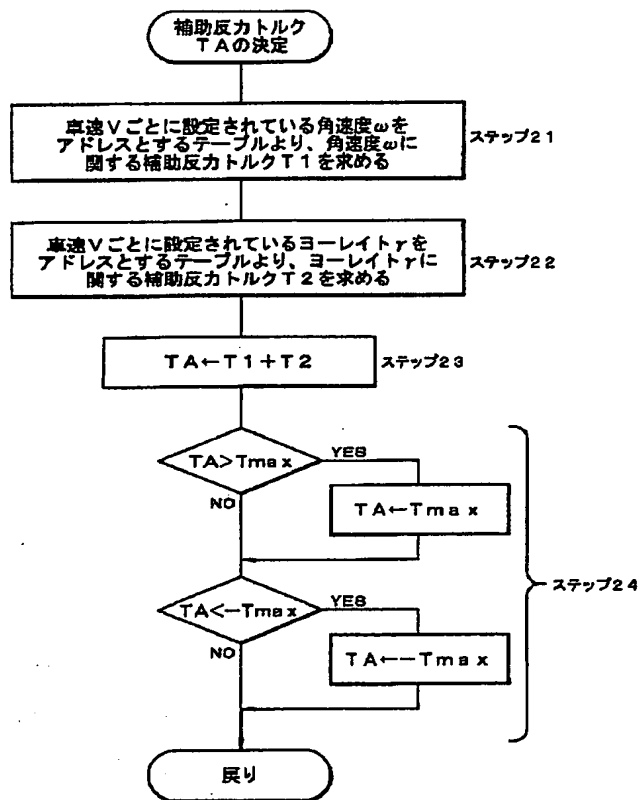 補助反力トルク
TAの決定
車速Vごとに設定されている角速度ωを
アドレスとするテーブルより、角速度ωに
関する補助反力トルクT1を求める
ステップ21
車速Vごとに設定されているヨーレイトγを
アドレスとするテーブルより、ヨーレイトγに
関する補助反力トルクT2を求める
ステップ22
TA←T1+T2
ステップ23
TA>Tmax
YES
NO
TA←Tmax
TA<−Tmax
YES
NO
TA←−Tmax
ステップ24
戻り